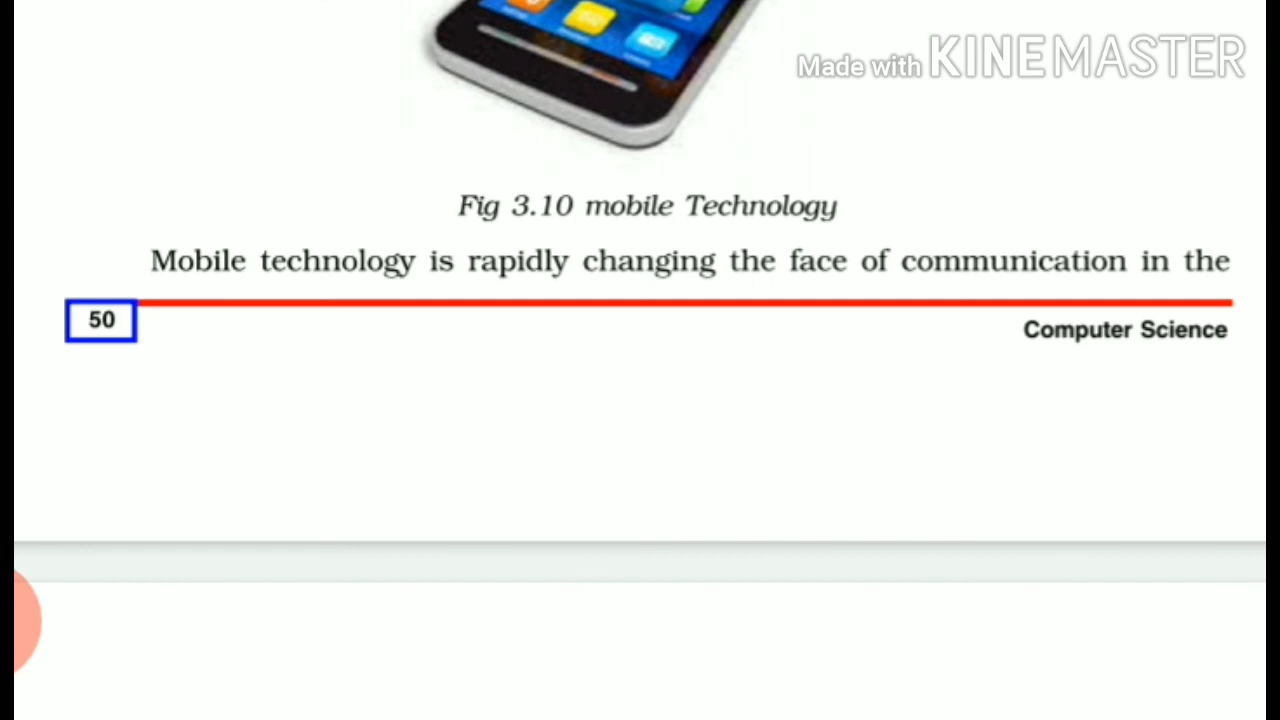 Made with KINEMASTER
Fig 3.10 mobile Technology
Mobile technology is rapidly changing the face of communication in the
50
Computer Science